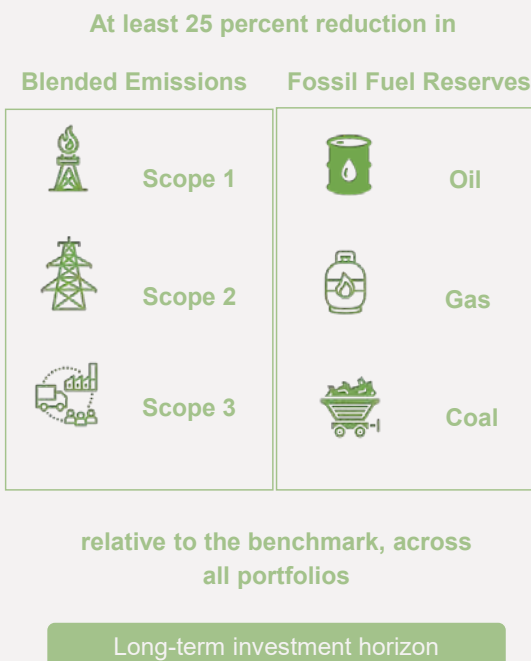 At least 25 percent reduction in
Blended Emissions
Fossil Fuel Reserves
Scope 1
Oil
Scope 2
Gas
Scope 3
Coal
relative to the benchmark, across
all portfolios
Long-term investment horizon